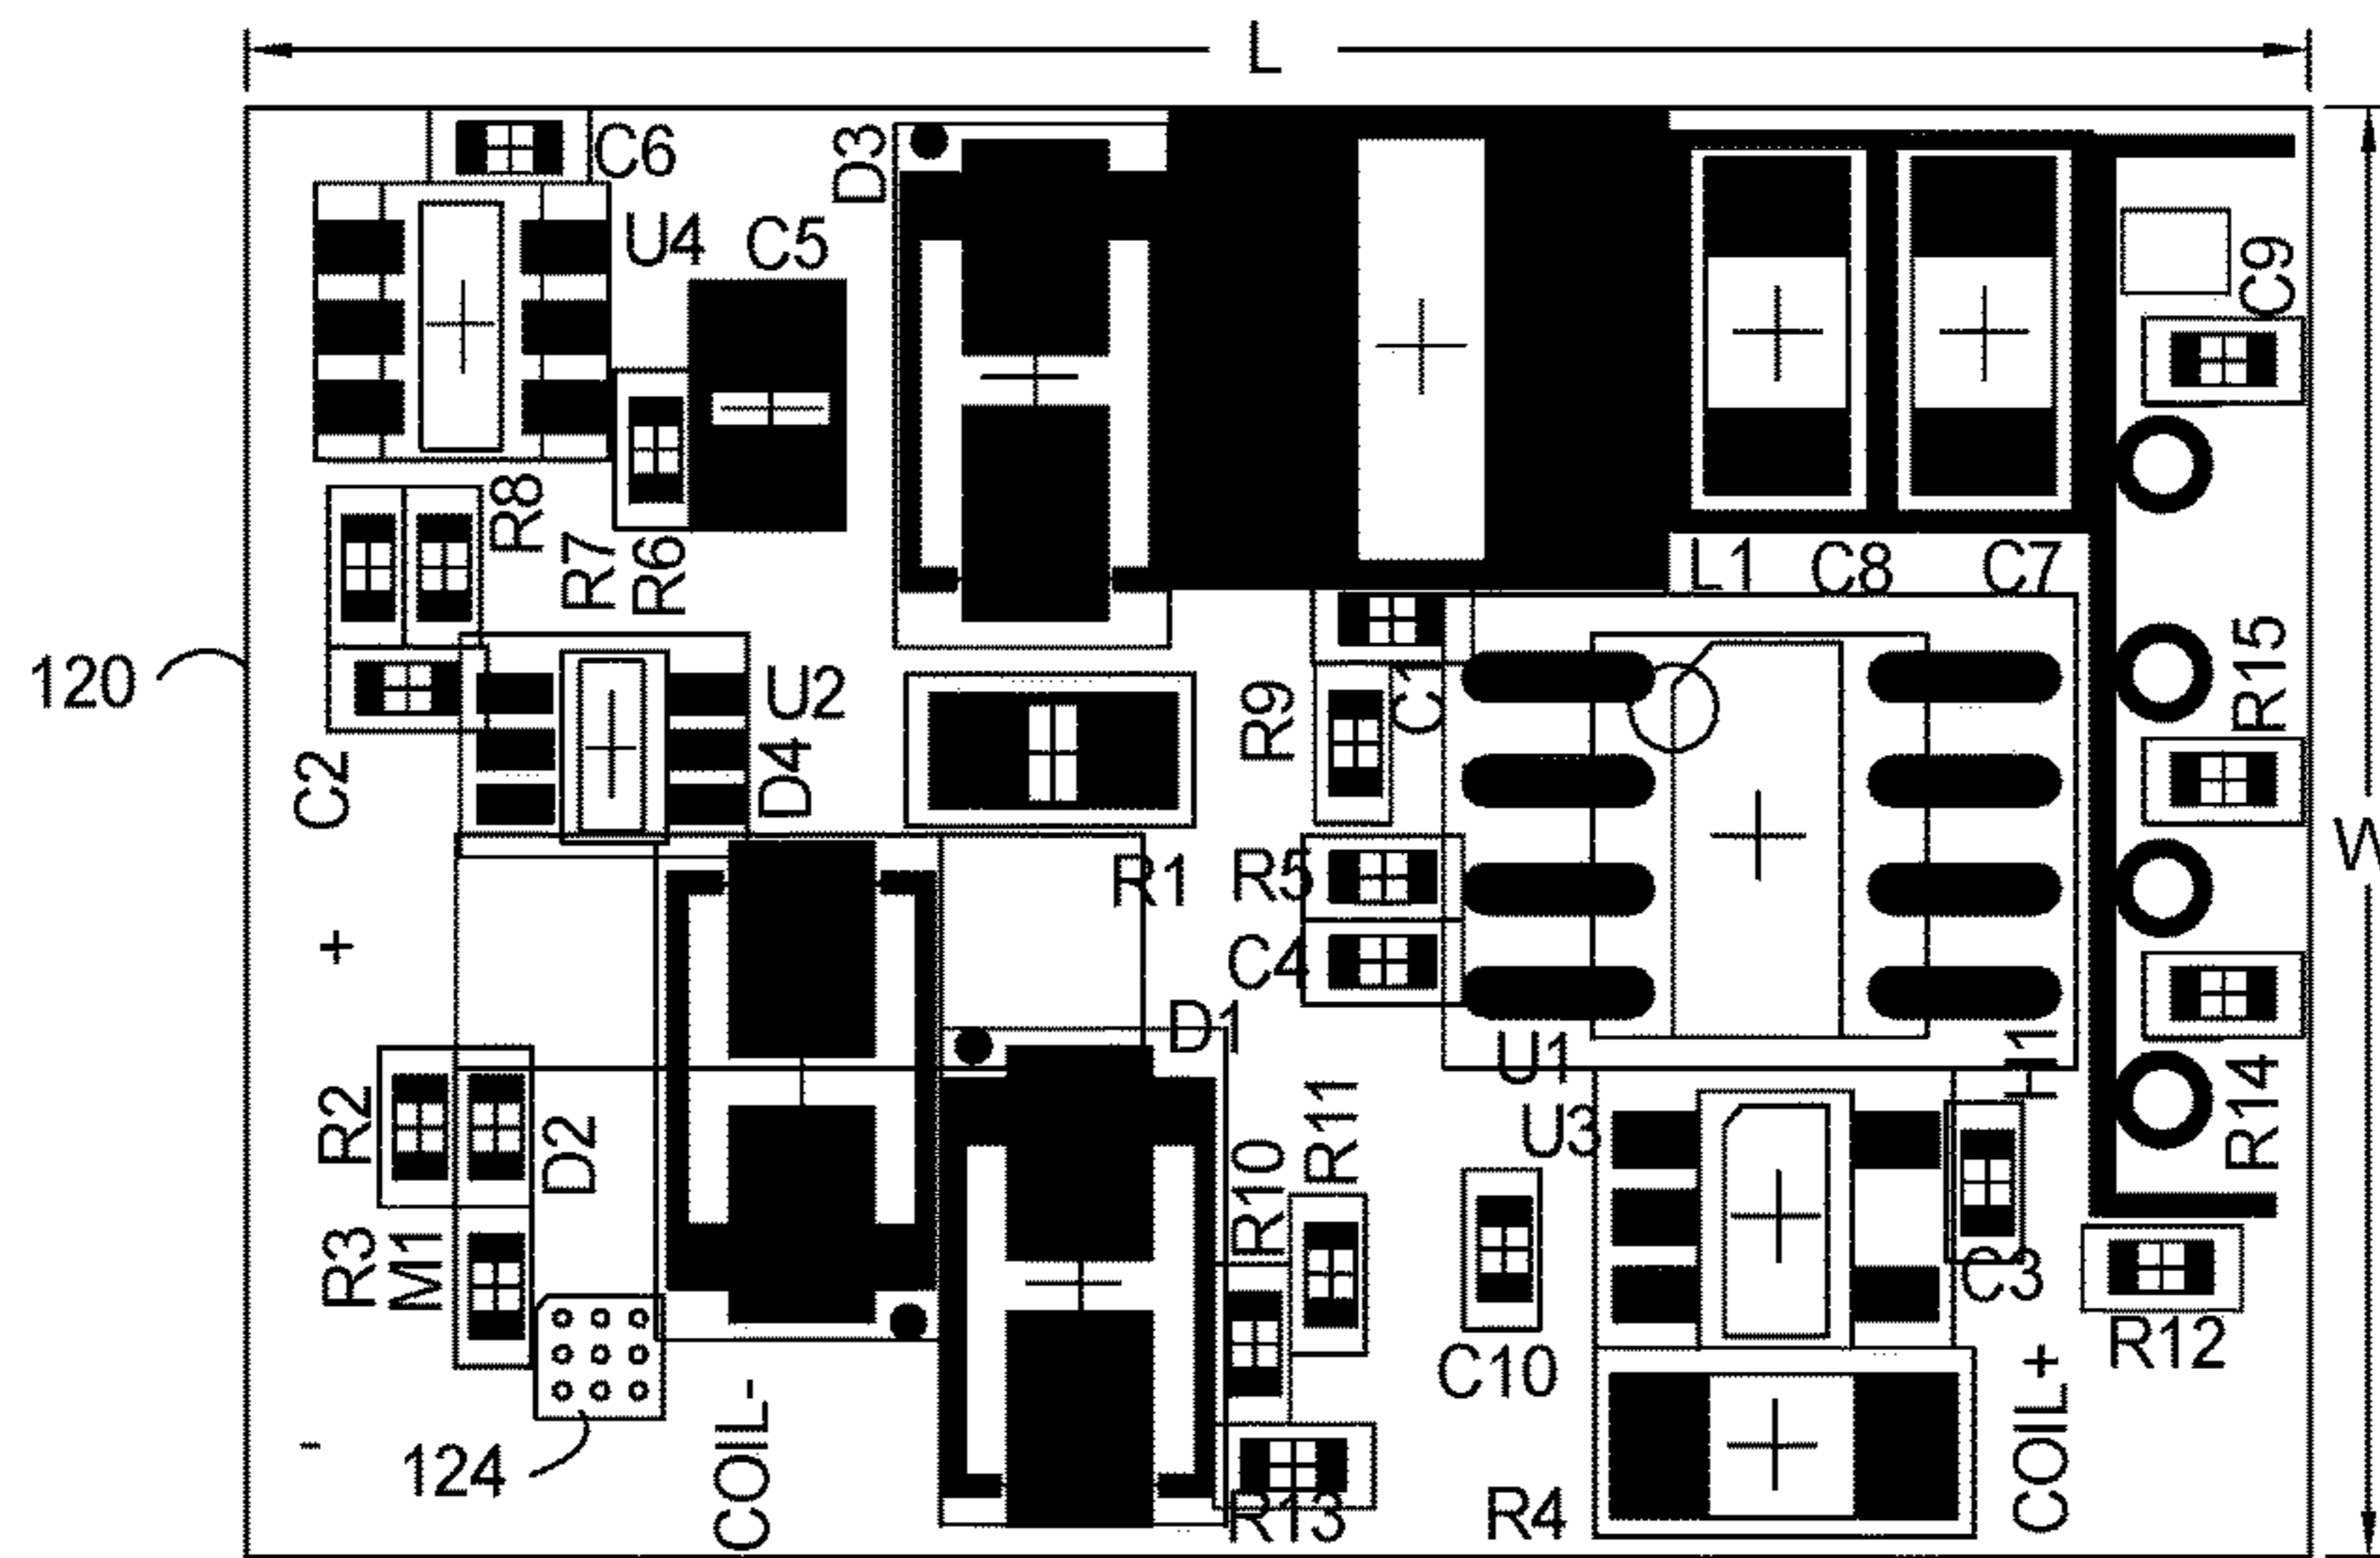 L
C6
D3
U4
C5
C9
R8
R7
R6
L1
C8
C7
120
U2
C1
R9
R15
C2
D4
W
R1
R5
+
C4
D1
U1
H1
R2
D2
U3
R11
R14
R10
R3
M1
C3
C10
R12
-
124
COIL-
R13
R4
COIL+